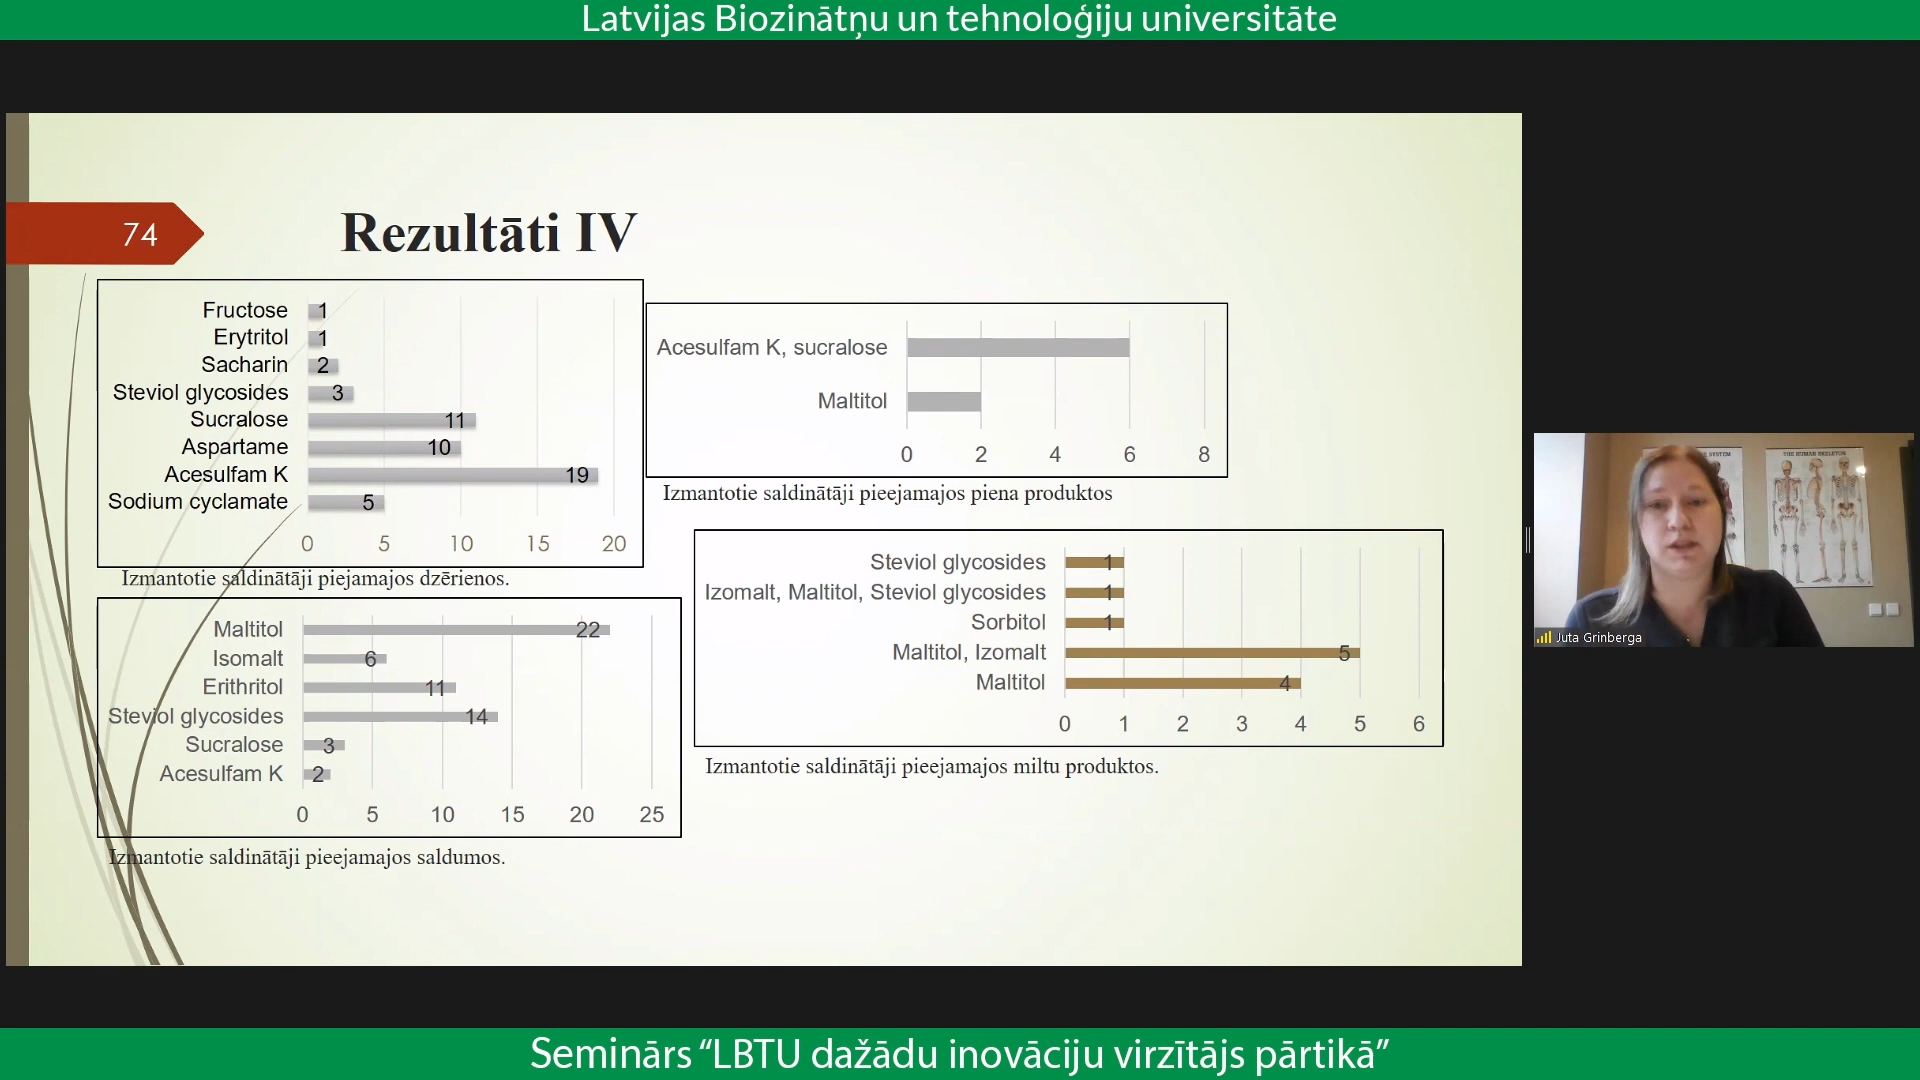 Latvijas Biozinātņu un tehnoloģiju universitāte
74
Rezultāti IV
Fructose 1
Erytritol 1
Sacharin 2
Steviol glycosides 3
Sucralose 11
Aspartame 10
Acesulfam K 19
Sodium cyclamate 5
0 5 10 15 20
Izmantotie saldinātāji piejamajos dzērienos.
Acesulfam K, sucralose
Maltitol
0 2 4 6 8
Izmantotie saldinātāji pieejamajos piena produktos
Maltitol 22
Isomalt 6
Erithritol 11
Steviol glycosides 14
Sucralose 3
Acesulfam K 2
0 5 10 15 20 25
Izmantotie saldinātāji pieejamajos saldumos.
Steviol glycosides 1
Izomalt, Maltitol, Steviol glycosides 1
Sorbitol 1
Maltitol, Izomalt 5
Maltitol 4
0 1 2 3 4 5 6
Izmantotie saldinātāji pieejamajos miltu produktos.
SYSTEM
THE HUMAN SKELETON
Juta Grinberga
Seminārs “LBTU dažādu inovāciju virzītājs pārtikā”